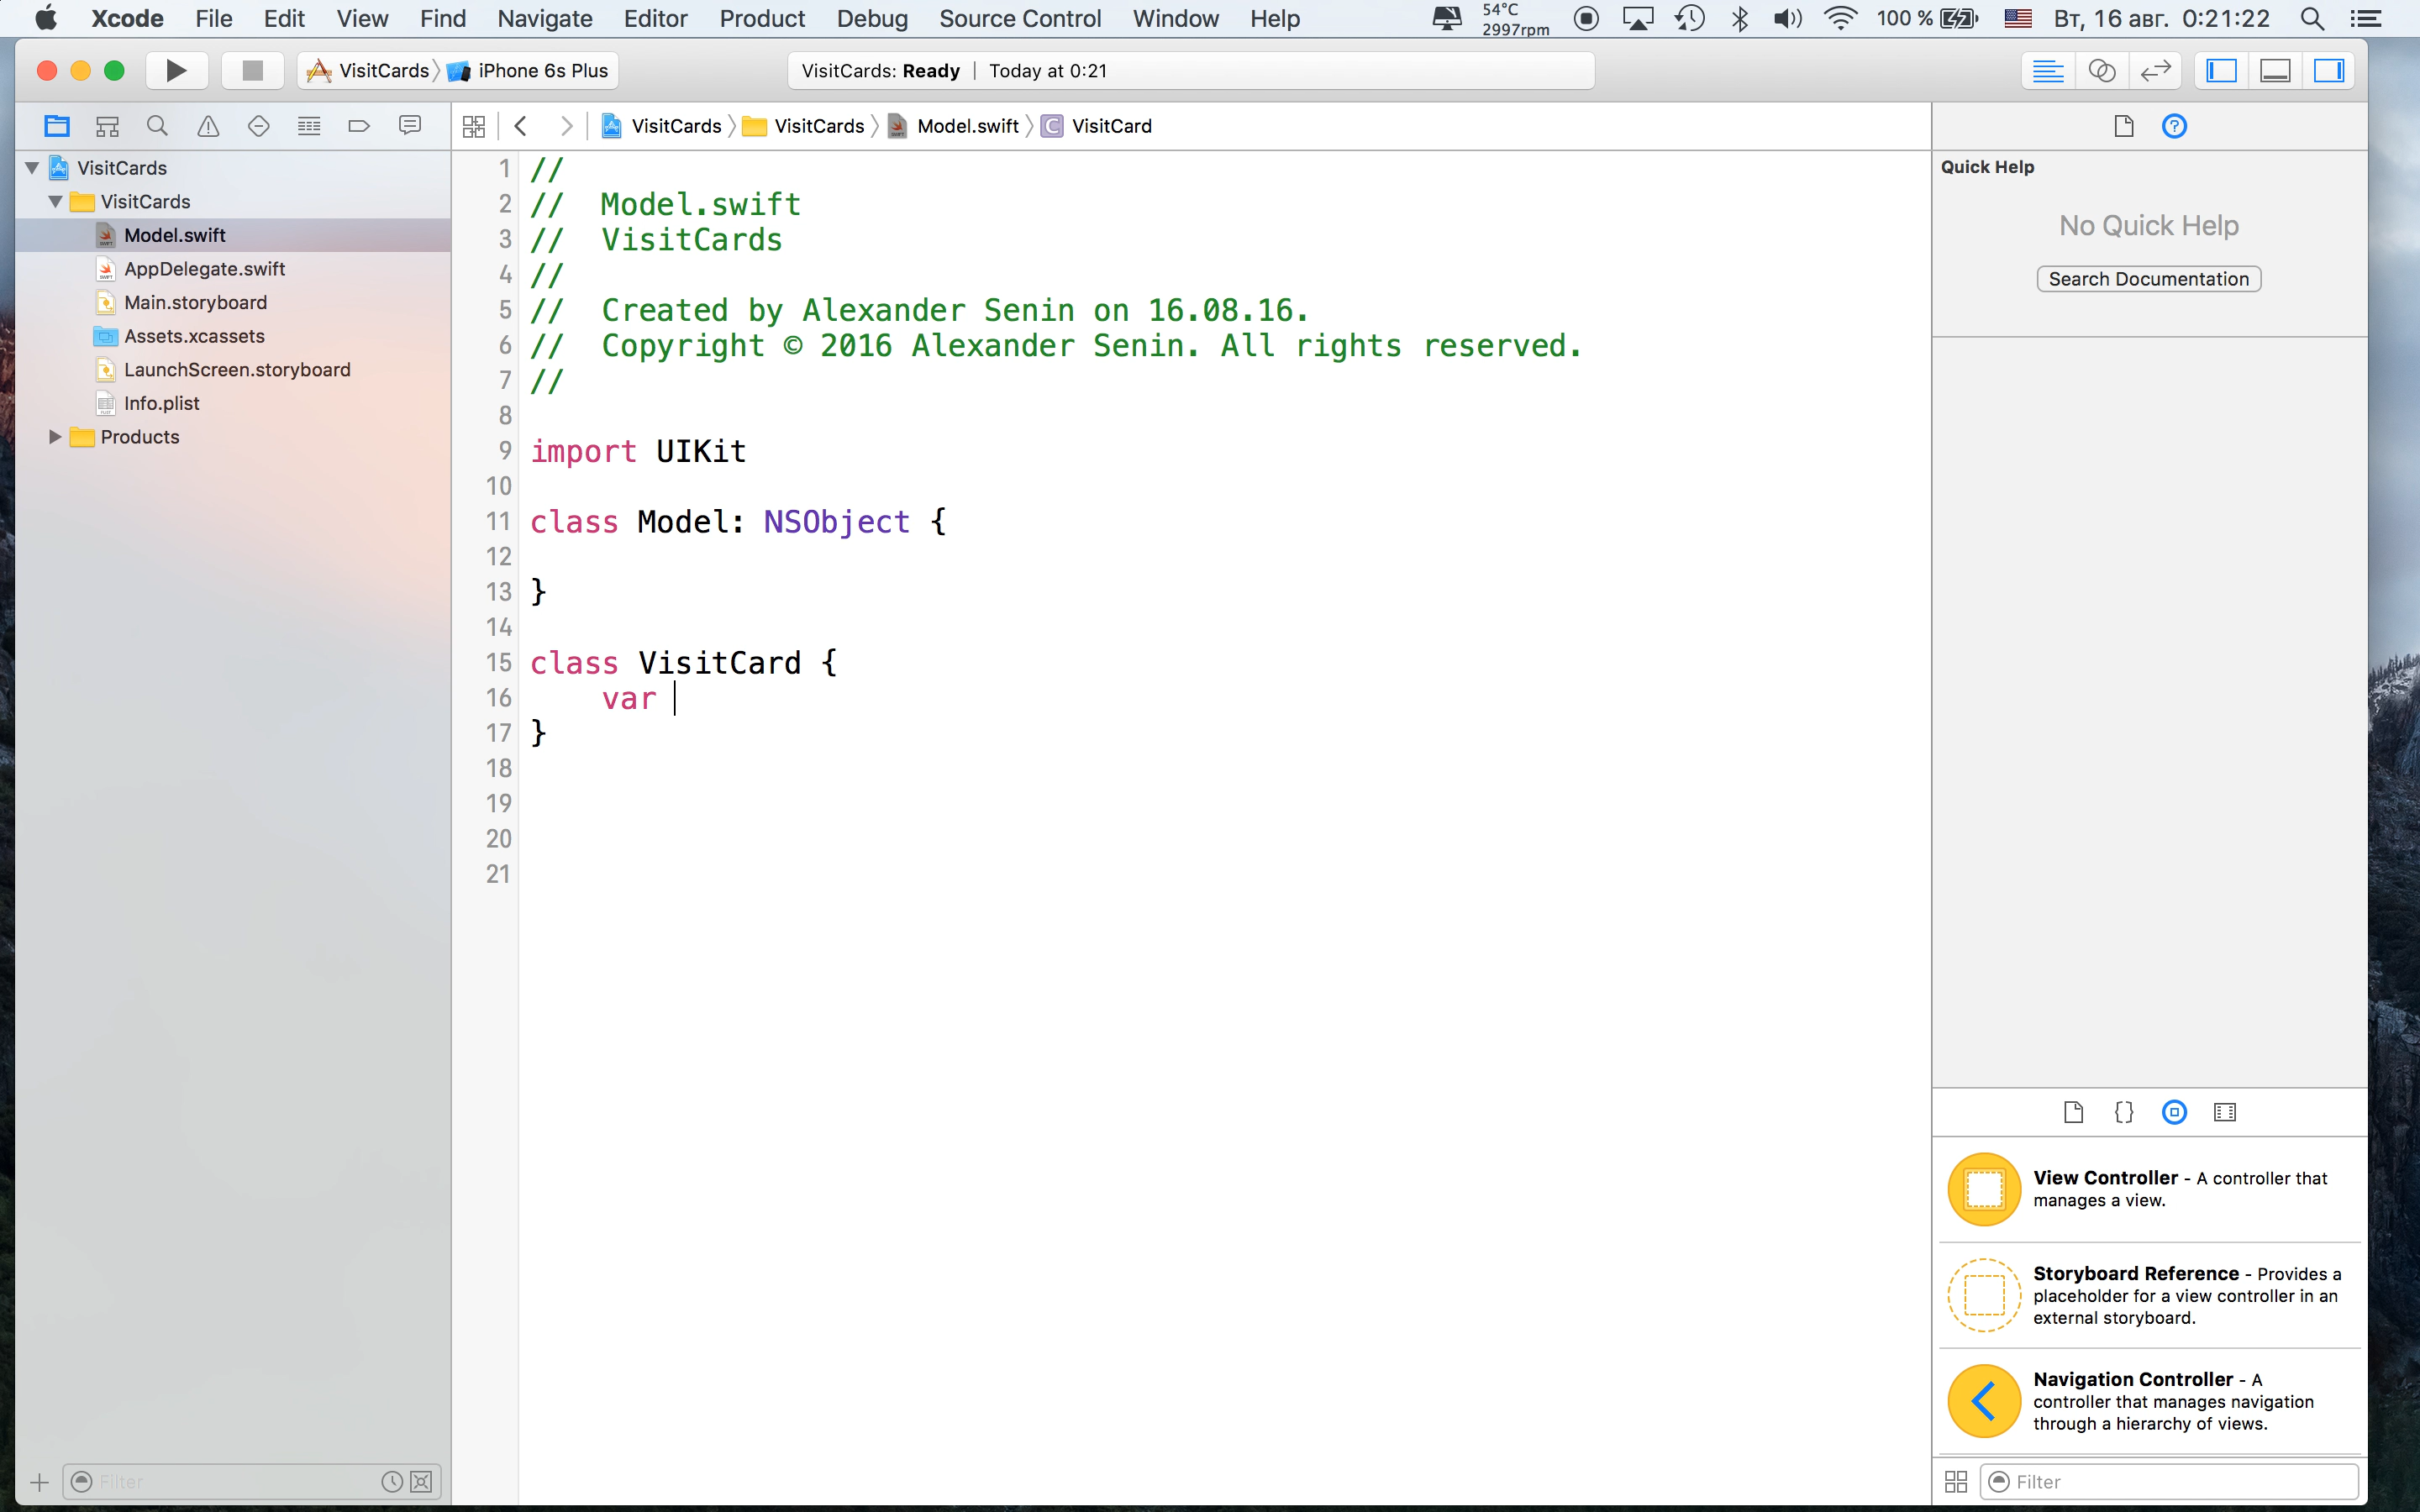 Xcode File Edit View Find Navigate Editor Product Debug Source Control Window Help 54°C 2997rpm 100 % Вт, 16 авг. 0:21:22
VisitCards iPhone 6s Plus VisitCards: Ready | Today at 0:21
VisitCards VisitCards Model.swift C VisitCard
VisitCards
VisitCards
Model.swift
AppDelegate.swift
Main.storyboard
Assets.xcassets
LaunchScreen.storyboard
Info.plist
Products
Filter
1 //
2 //  Model.swift
3 //  VisitCards
4 //
5 //  Created by Alexander Senin on 16.08.16.
6 //  Copyright © 2016 Alexander Senin. All rights reserved.
7 //
8
9 import UIKit
10
11 class Model: NSObject {
12
13 }
14
15 class VisitCard {
16     var
17 }
18
19
20
21
Quick Help
No Quick Help
Search Documentation
{}
View Controller - A controller that
manages a view.
Storyboard Reference - Provides a
placeholder for a view controller in an
external storyboard.
Navigation Controller - A
controller that manages navigation
through a hierarchy of views.
Filter